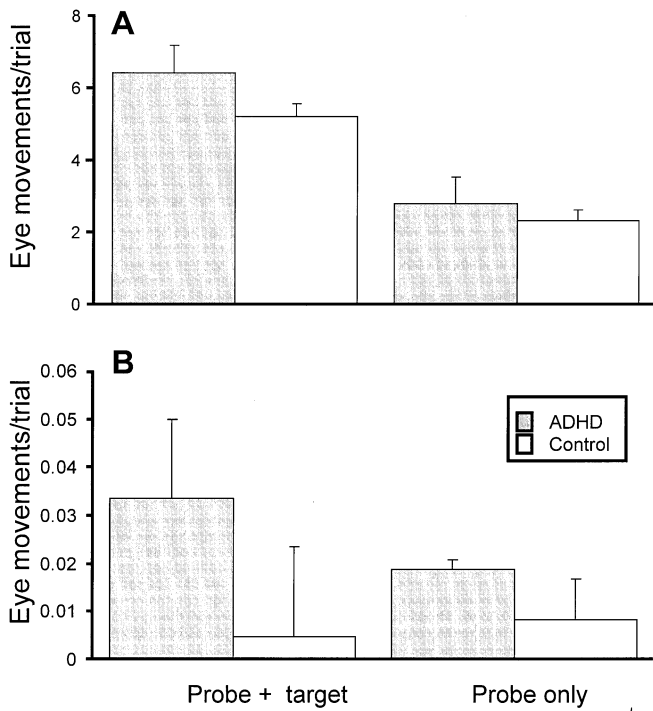 A
Eye movements/trial
8
6
4
2
0
B
Eye movements/trial
0.06
0.05
0.04
0.03
0.02
0.01
0
ADHD
Control
Probe + target
Probe only